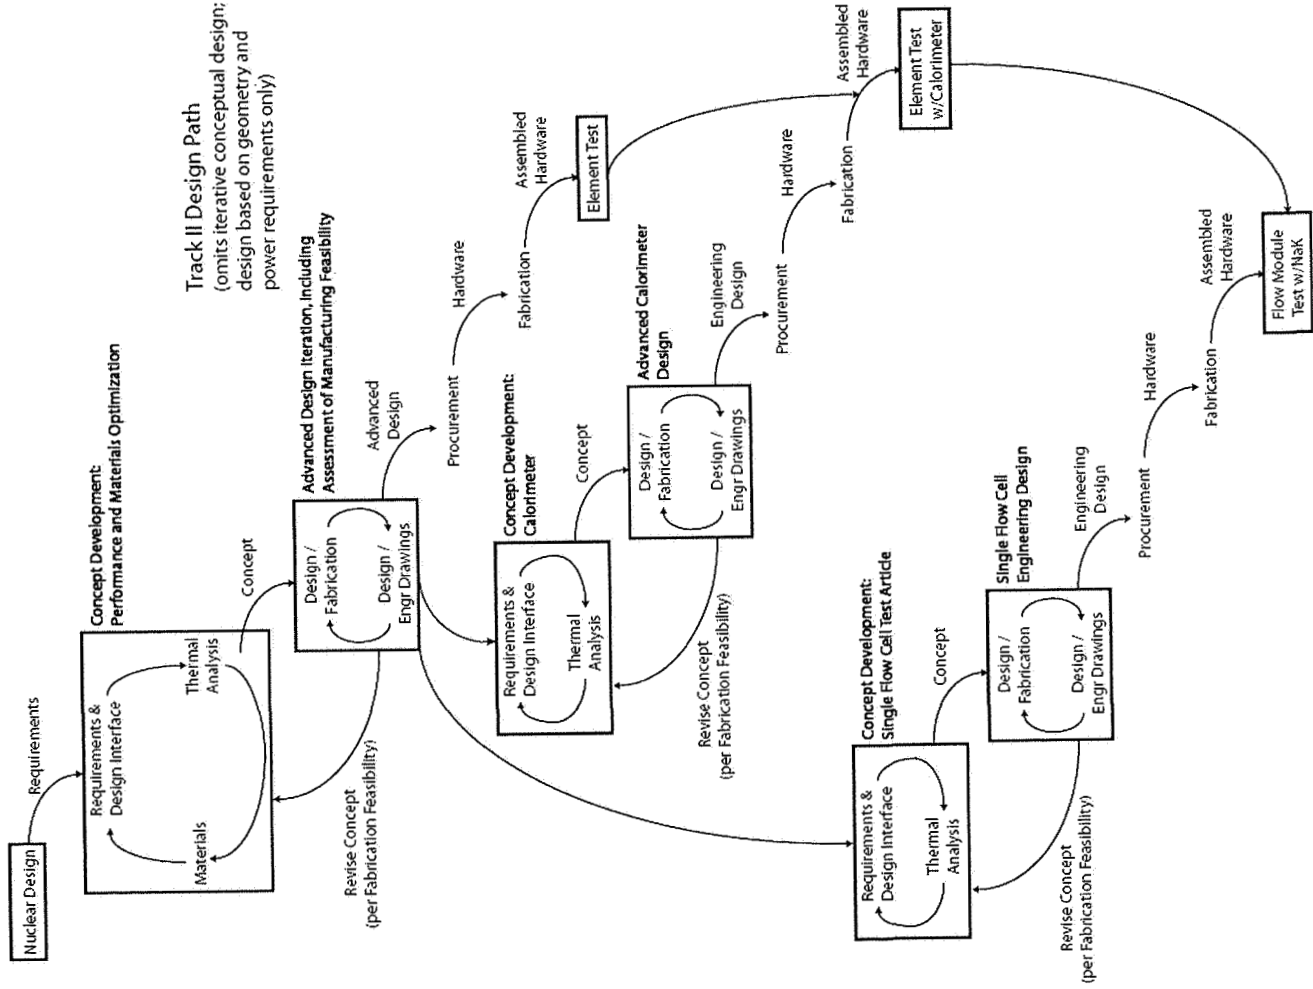 Track II Design Path
(omits iterative conceptual design;
design based on geometry and
power requirements only)
Nuclear Design
Requirements
Concept Development:
Performance and Materials Optimization
Requirements &
Design Interface
Thermal
Analysis
Materials
Concept
Revise Concept
(per Fabrication Feasibility)
Advanced Design Iteration, Including
Assessment of Manufacturing Feasibility
Design /
Fabrication
Design /
Engr Drawings
Advanced
Design
Procurement
Hardware
Fabrication
Assembled
Hardware
Element Test
Concept Development:
Calorimeter
Requirements &
Design Interface
Thermal
Analysis
Concept
Revise Concept
(per Fabrication Feasibility)
Advanced Calorimeter
Design
Design /
Fabrication
Design /
Engr Drawings
Engineering
Design
Procurement
Hardware
Fabrication
Assembled
Hardware
Element Test
w/Calorimeter
Concept Development:
Single Flow Cell Test Article
Requirements &
Design Interface
Thermal
Analysis
Concept
Revise Concept
(per Fabrication Feasibility)
Single Flow Cell
Engineering Design
Design /
Fabrication
Design /
Engr Drawings
Engineering
Design
Procurement
Hardware
Fabrication
Assembled
Hardware
Flow Module
Test w/NaK